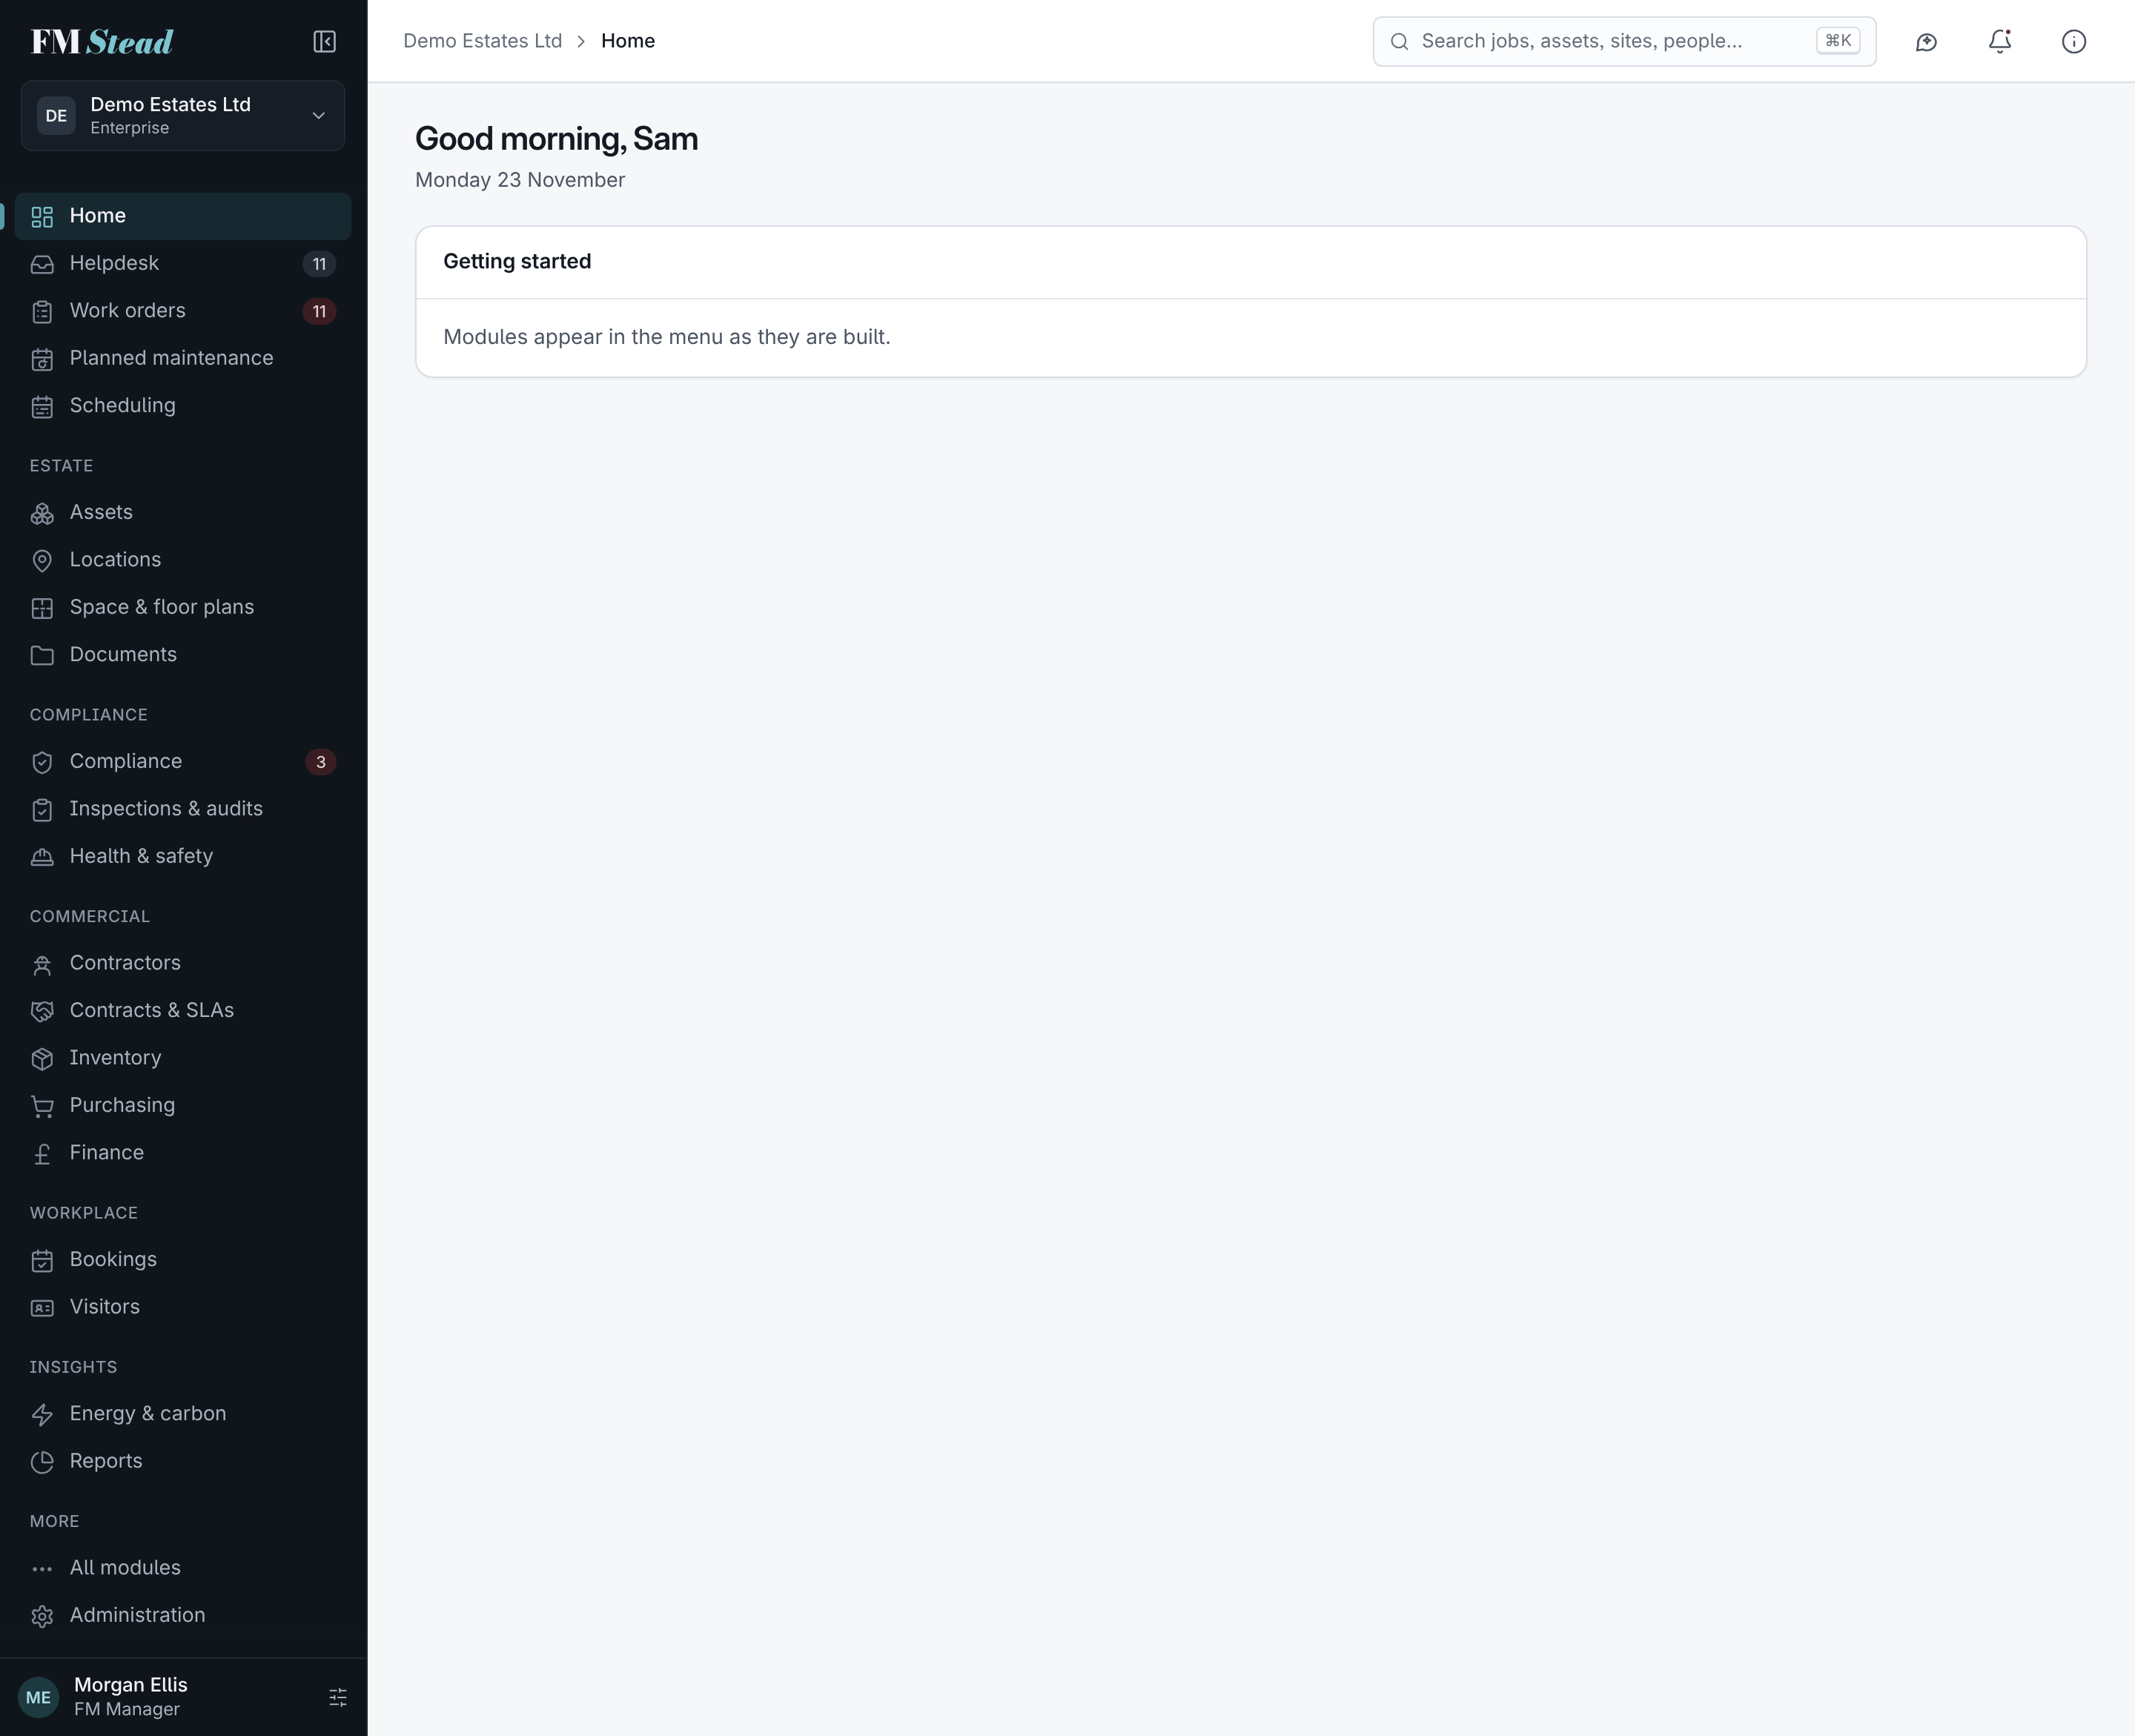 FM Stead
DE
Demo Estates Ltd
Enterprise
Home
Helpdesk 11
Work orders 11
Planned maintenance
Scheduling
ESTATE
Assets
Locations
Space & floor plans
Documents
COMPLIANCE
Compliance 3
Inspections & audits
Health & safety
COMMERCIAL
Contractors
Contracts & SLAs
Inventory
Purchasing
Finance
WORKPLACE
Bookings
Visitors
INSIGHTS
Energy & carbon
Reports
MORE
All modules
Administration
ME
Morgan Ellis
FM Manager
Demo Estates Ltd > Home
Search jobs, assets, sites, people... ⌘K
Good morning, Sam
Monday 23 November
Getting started
Modules appear in the menu as they are built.